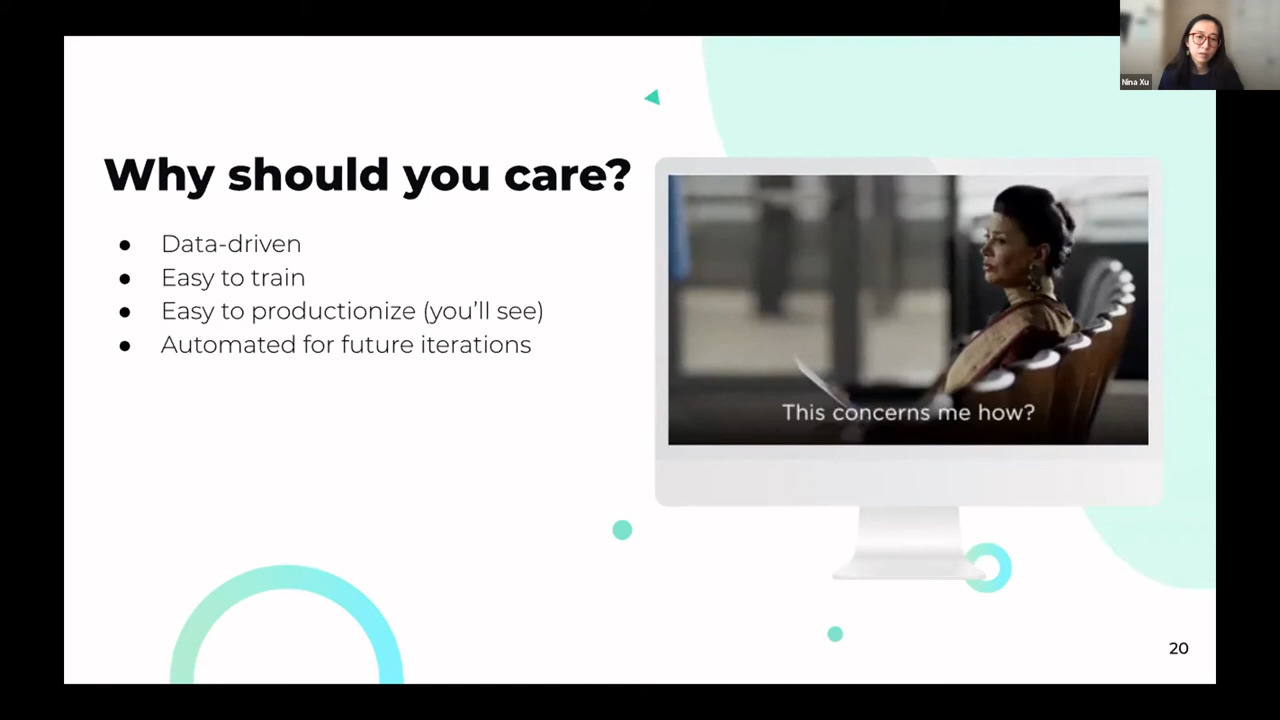 Nina Xu
Why should you care?
● Data-driven
● Easy to train
● Easy to productionize (you'll see)
● Automated for future iterations
This concerns me how?
20